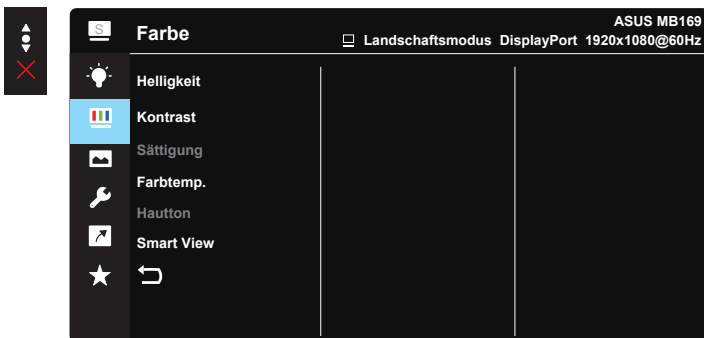 S
Farbe
ASUS MB169
Landschaftsmodus DisplayPort 1920x1080@60Hz
Helligkeit
Kontrast
Sättigung
Farbtemp.
Hautton
Smart View